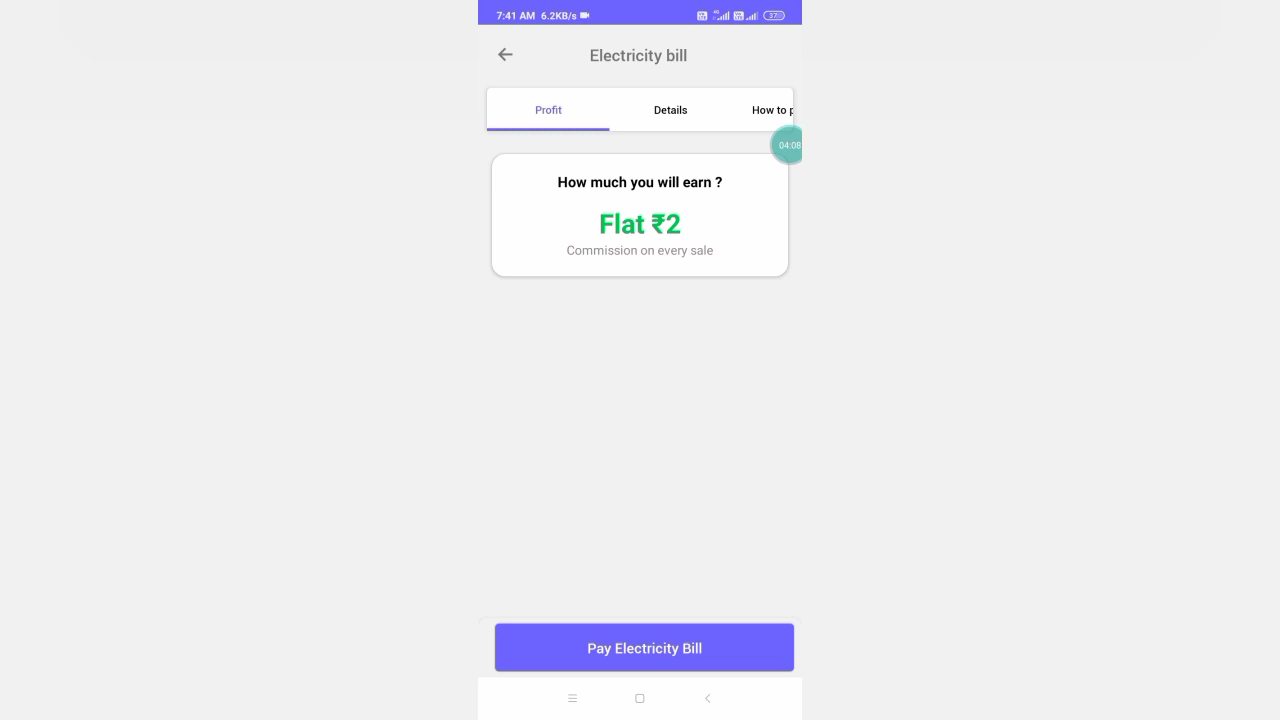 7:41 AM 6.2KB/s
37
Electricity bill
Profit
Details
How to p
04:08
How much you will earn ?
Flat ₹2
Commission on every sale
Pay Electricity Bill